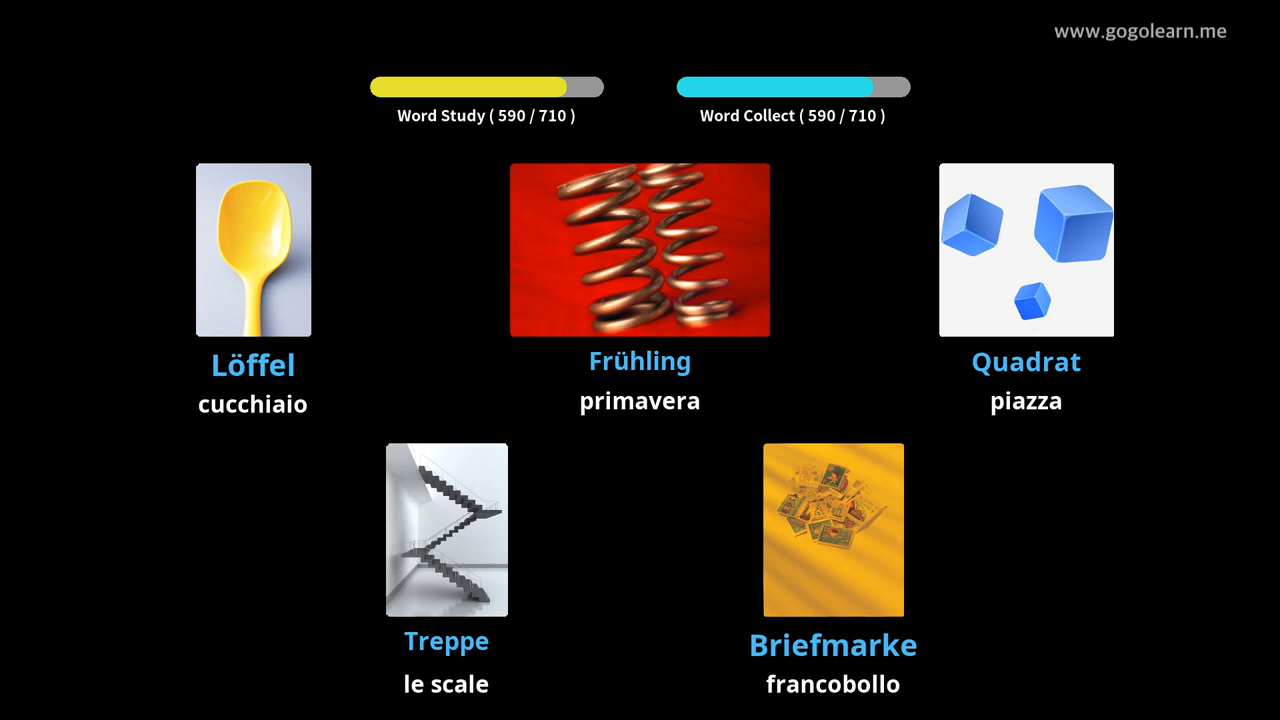 www.gogolearn.me
Word Study ( 590 / 710 )
Word Collect ( 590 / 710 )
Löffel
cucchiaio
Frühling
primavera
Quadrat
piazza
Treppe
le scale
Briefmarke
francobollo